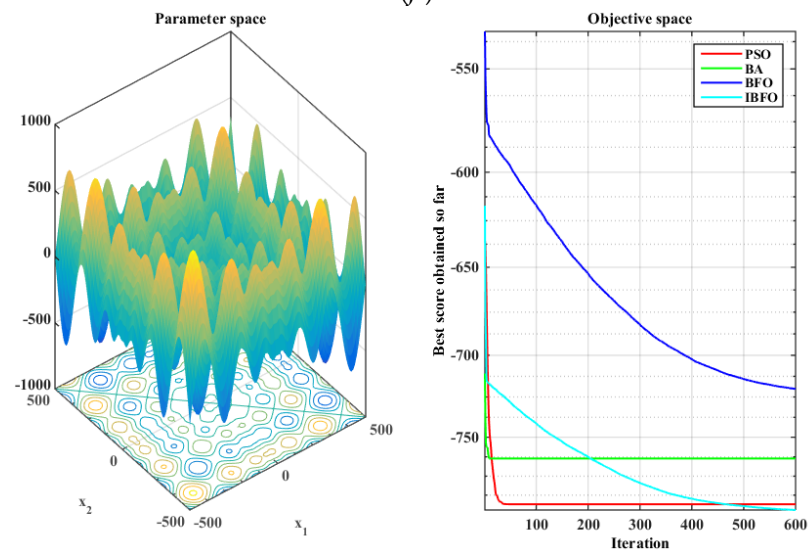 Parameter space
1000
500
0
-500
-1000
500
0
-500
-500
0
500
x2
x1
Objective space
PSO
BA
BFO
IBFO
-550
-600
-650
-700
-750
Best score obtained so far
100 200 300 400 500 600
Iteration